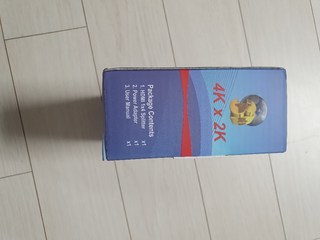 4K x 2K
Package Contents
1. HDMI 1x4 Splitter x1
2. Power Adapter x1
3. User Manual x1